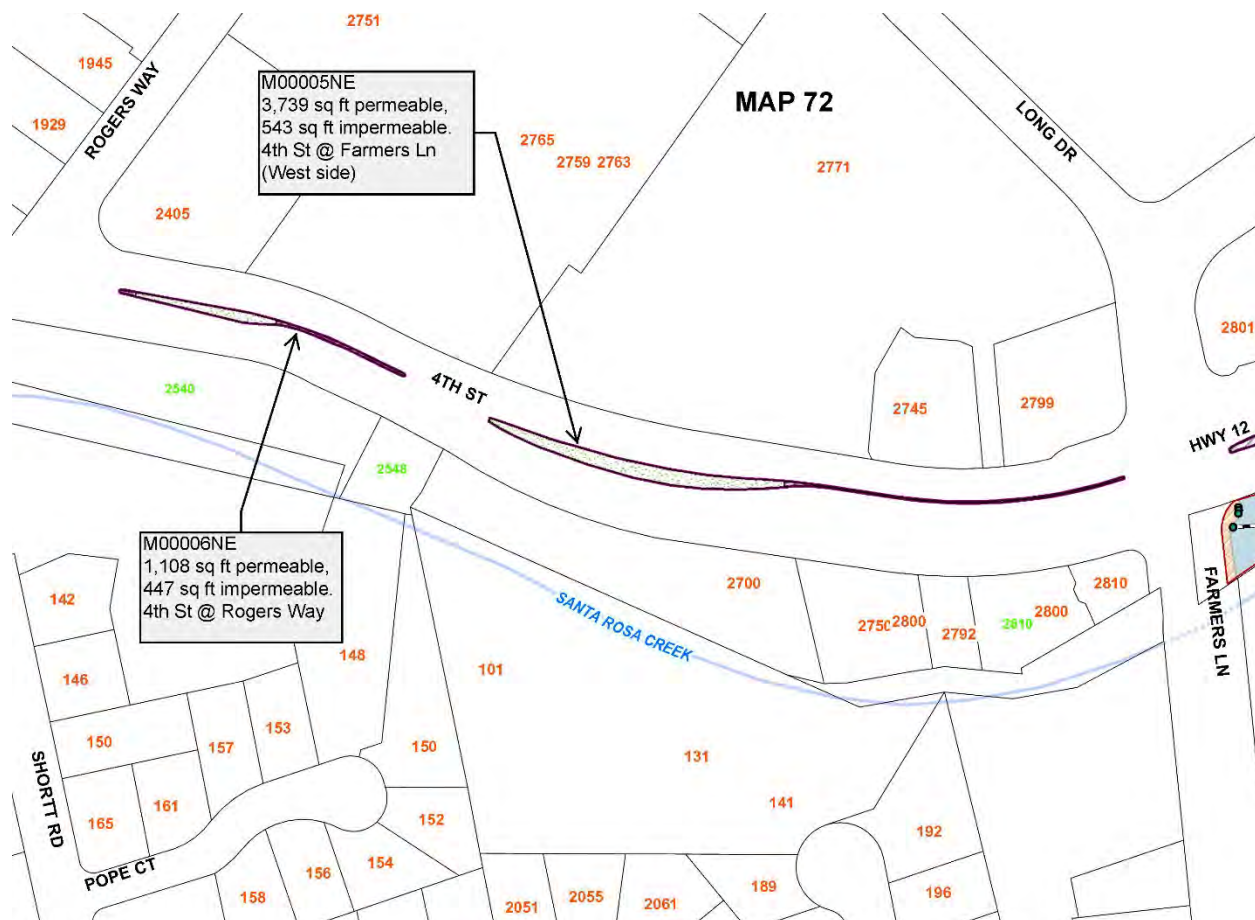 2751
1945
1929
ROGERS WAY
M00005NE
3,739 sq ft permeable,
543 sq ft impermeable.
4th St @ Farmers Ln
(West side)
MAP 72
LONG DR
2765
2759 2763
2771
2405
2801
2745
2799
4TH ST
HWY 12
2540
2548
M00006NE
1,108 sq ft permeable,
447 sq ft impermeable.
4th St @ Rogers Way
SANTA ROSA CREEK
FARMERS LN
2700
2750
2800
2792
2810
2800
2810
142
146
148
101
150
157
153
150
131
141
SHORTT RD
165
161
152
154
192
POPE CT
158
156
2051
2055
2061
189
196